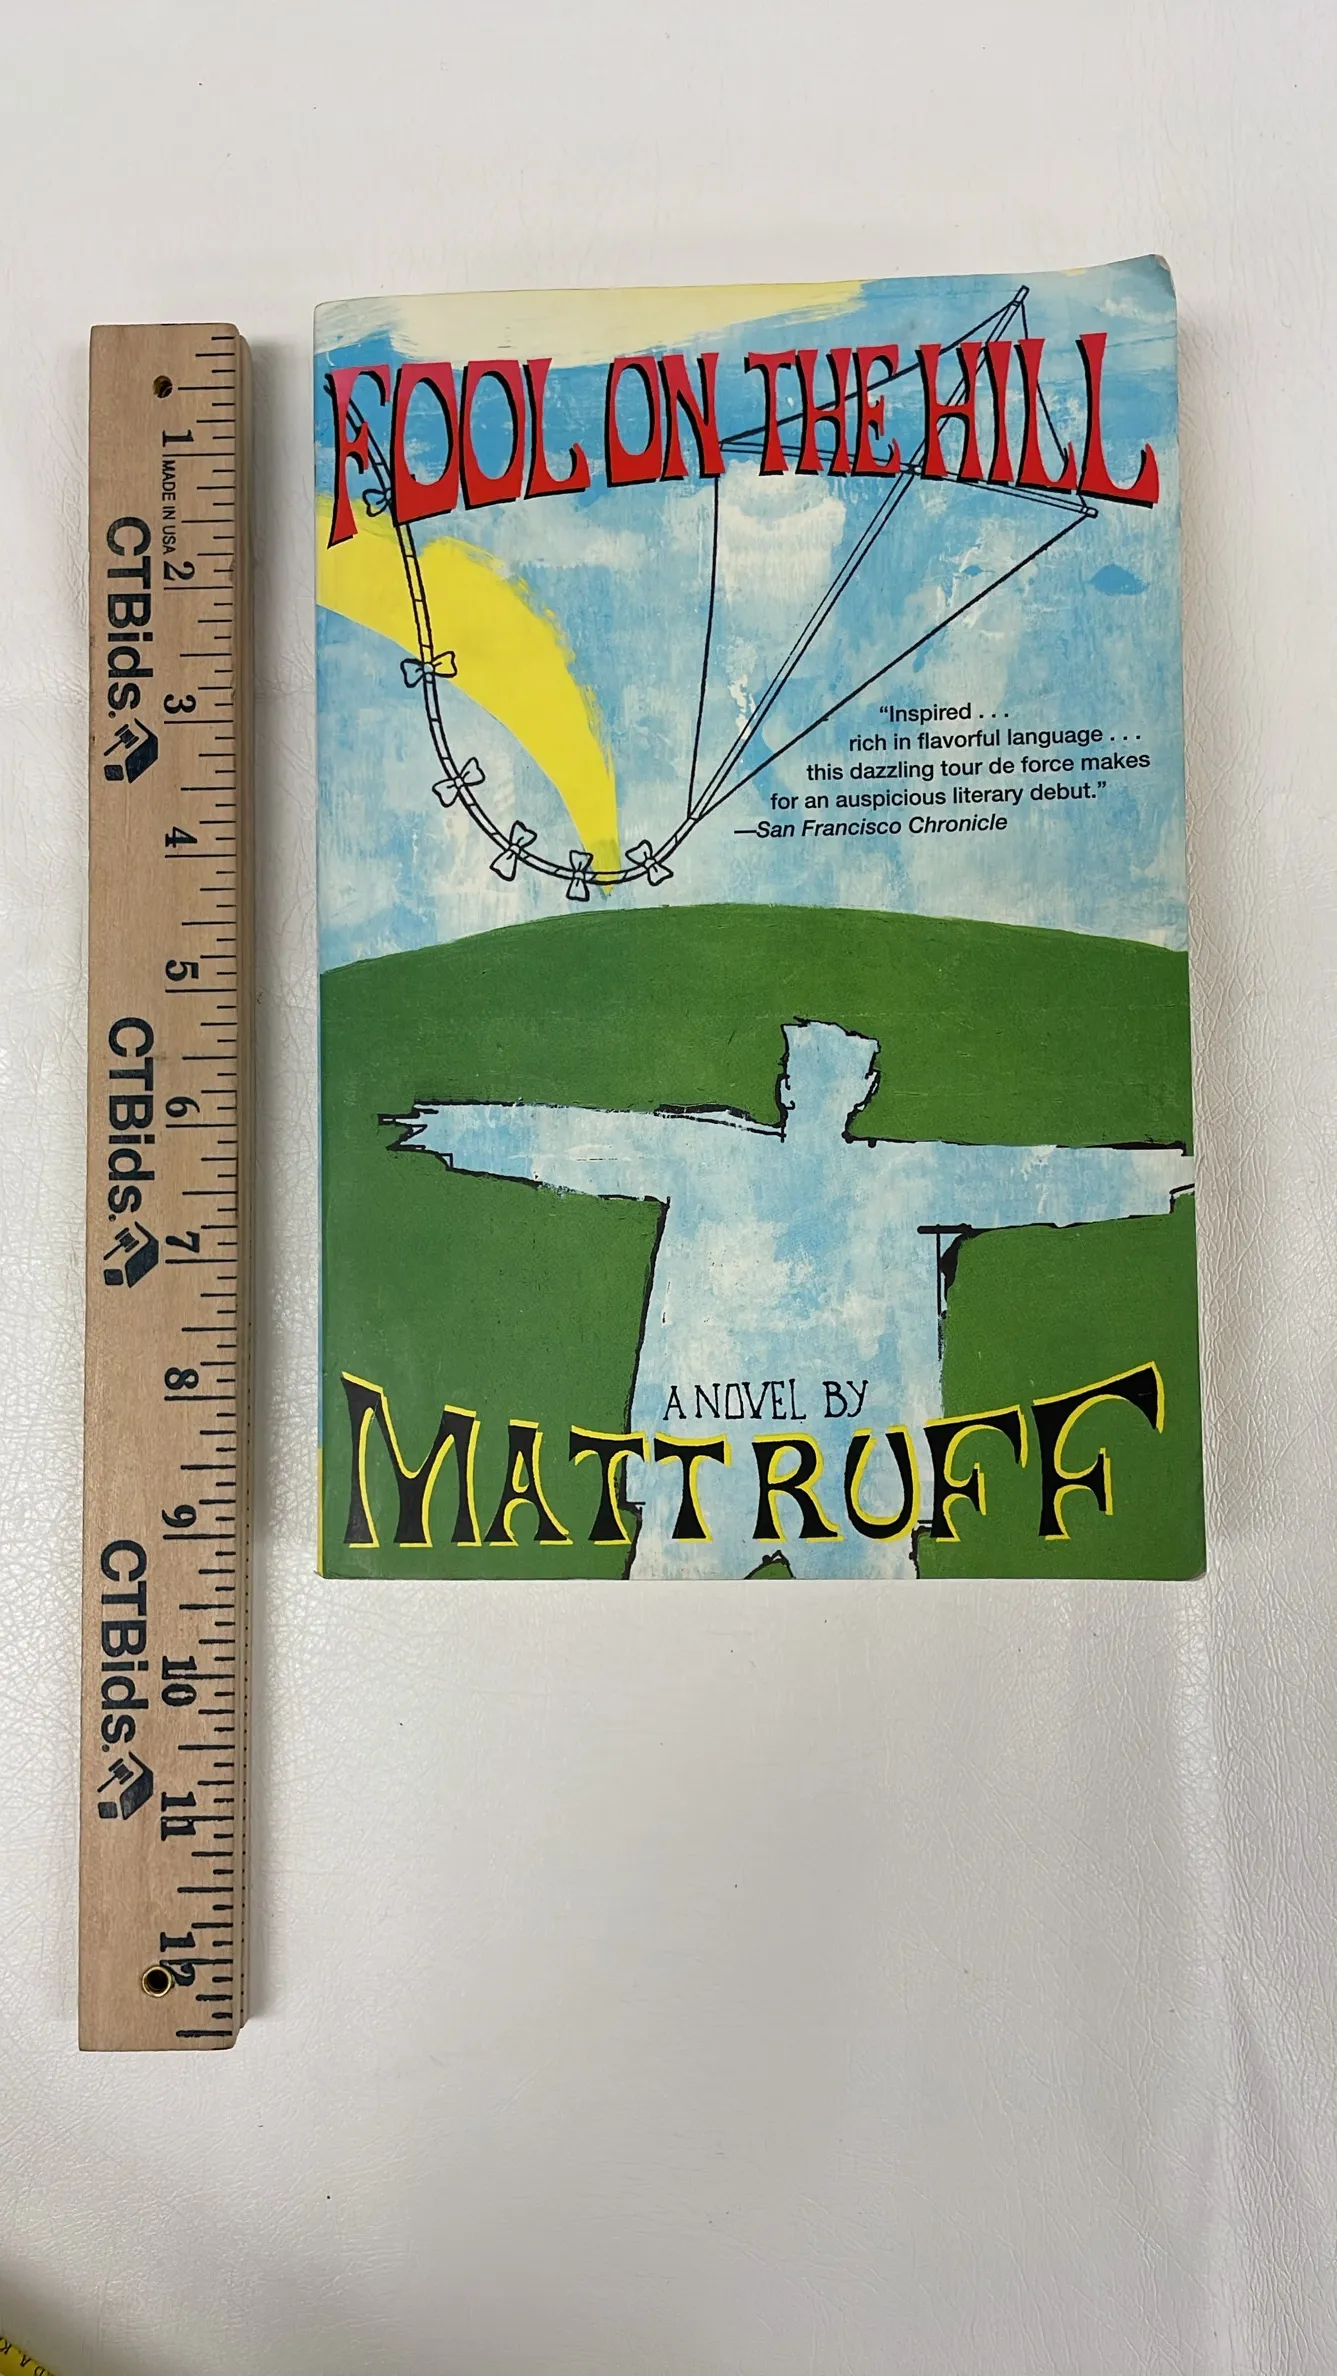 FOOL ON THE HILL
“Inspired . . .
rich in flavorful language . . .
this dazzling tour de force makes
for an auspicious literary debut.”
—San Francisco Chronicle
A NOVEL BY
MATT RUFF
1
MADE IN USA
2
3
4
5
6
7
8
9
10
11
12
CTBids.
CTBids.
CTBids.